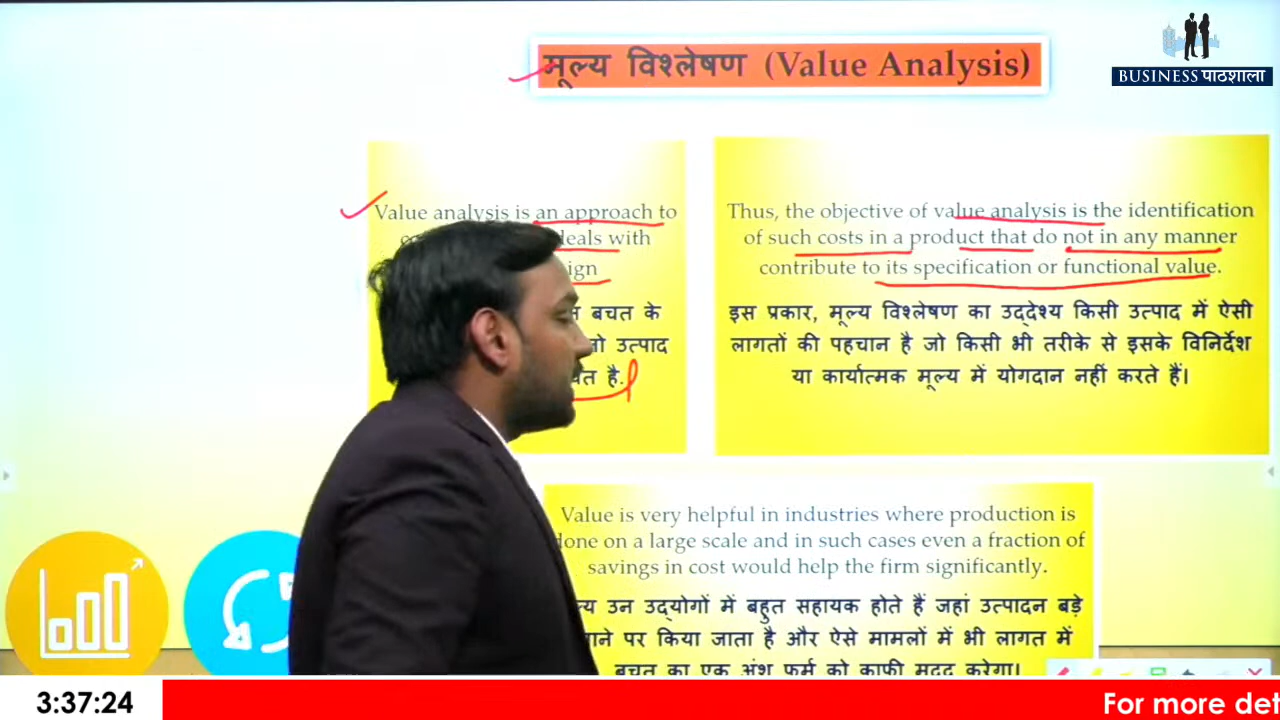 मूल्य विश्लेषण (Value Analysis)
BUSINESS पाठशाला
Value analysis is an approach to
deals with
बचत के
उत्पाद
है.
Thus, the objective of value analysis is the identification
of such costs in a product that do not in any manner
contribute to its specification or functional value.
इस प्रकार, मूल्य विश्लेषण का उद्देश्य किसी उत्पाद में ऐसी
लागतों की पहचान है जो किसी भी तरीके से इसके विनिर्देश
या कार्यात्मक मूल्य में योगदान नहीं करते हैं।
Value is very helpful in industries where production is
done on a large scale and in such cases even a fraction of
savings in cost would help the firm significantly.
उन उद्योगों में बहुत सहायक होते हैं जहां उत्पादन बड़े
पर किया जाता है और ऐसे मामलों में भी लागत में
बचत का एक अंश फर्म को काफी मदद करेगा।
3:37:24
For more